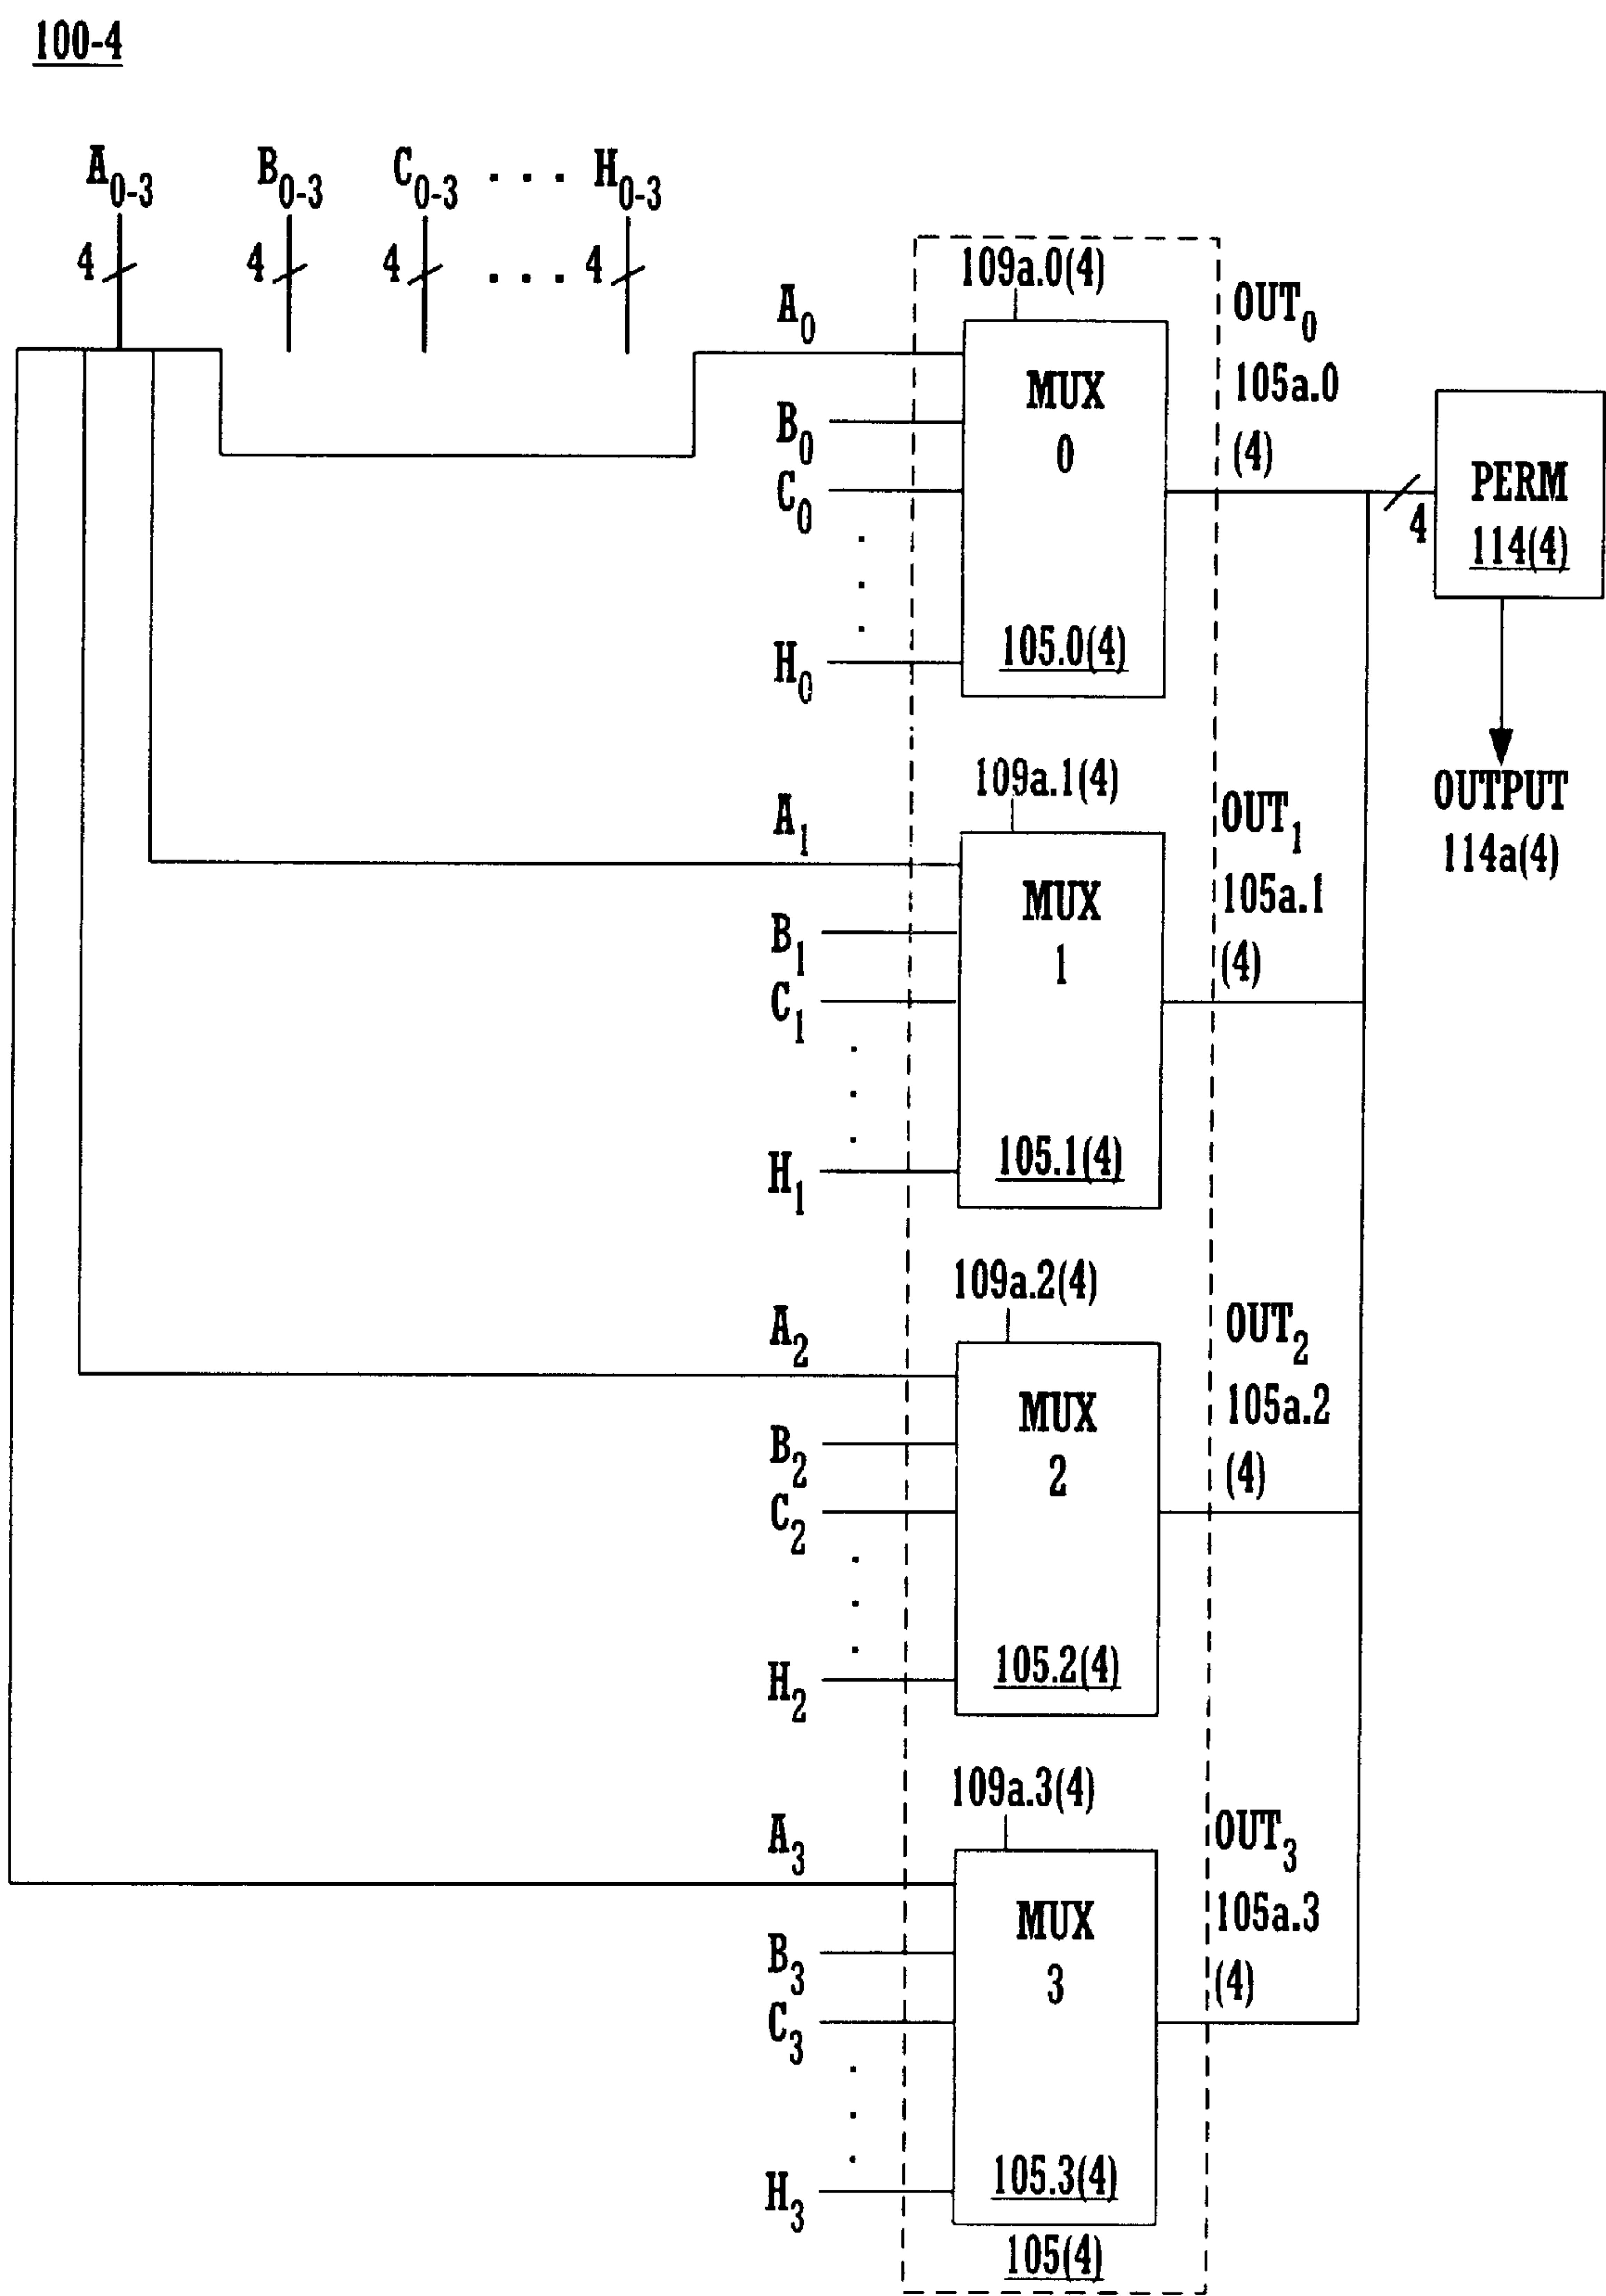 100-4
A0-3 B0-3 C0-3 . . . H0-3
4 4 4 . . . 4
109a.0(4)
A0
B0
C0
.
.
.
H0
MUX
0
105.0(4)
OUT0
105a.0
(4)
4
PERM
114(4)
OUTPUT
114a(4)
109a.1(4)
A1
B1
C1
.
.
.
H1
MUX
1
105.1(4)
OUT1
105a.1
(4)
109a.2(4)
A2
B2
C2
.
.
.
H2
MUX
2
105.2(4)
OUT2
105a.2
(4)
109a.3(4)
A3
B3
C3
.
.
.
H3
MUX
3
105.3(4)
OUT3
105a.3
(4)
105(4)